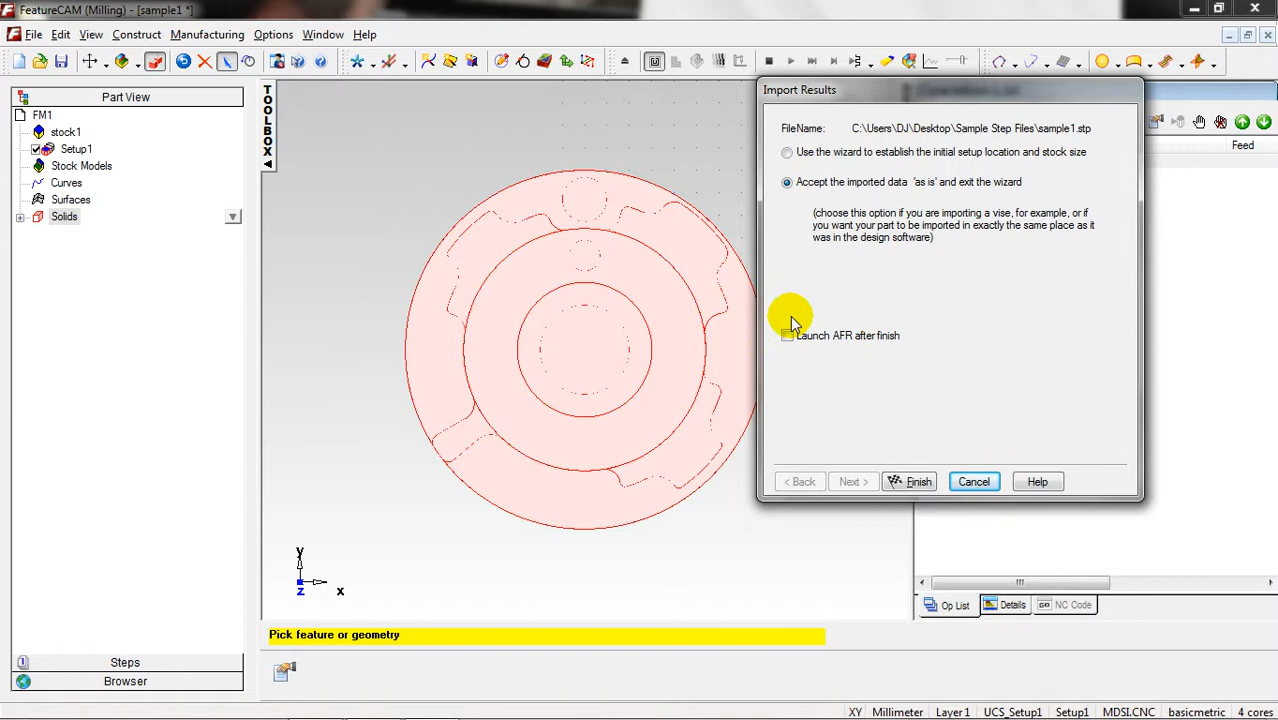 FeatureCAM (Milling) - [sample1 *]
File Edit View Construct Manufacturing Options Window Help
Part View
FM1
stock1
Setup1
Stock Models
Curves
Surfaces
Solids
TOOLBOX
Import Results
FileName: C:\Users\DJ\Desktop\Sample Step Files\sample1.stp
Use the wizard to establish the initial setup location and stock size
Accept the imported data 'as is' and exit the wizard
(choose this option if you are importing a vise, for example, or if
you want your part to be imported in exactly the same place as it
was in the design software)
Launch AFR after finish
< Back Next > Finish Cancel Help
Feed
y
z
x
Op List Details NC Code
Pick feature or geometry
Steps
Browser
XY Millimeter Layer1 UCS_Setup1 Setup1 MDSI.CNC basicmetric 4 cores